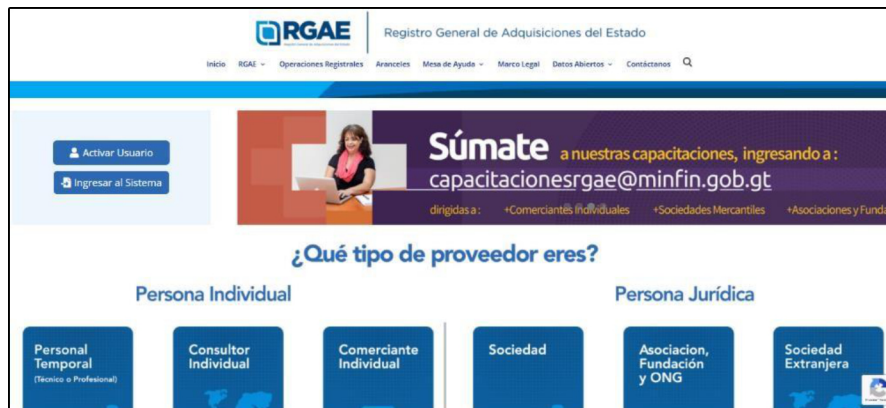 RGAE
Registro General de Adquisiciones del Estado
Inicio RGAE Operaciones Registrales Aranceles Mesa de Ayuda Marco Legal Datos Abiertos Contáctanos
Activar Usuario
Ingresar al Sistema
Súmate a nuestras capacitaciones, ingresando a :
capacitacionesrgae@minfin.gob.gt
dirigidas a : +Comerciantes Individuales +Sociedades Mercantiles +Asociaciones y Funda
¿Qué tipo de proveedor eres?
Persona Individual
Persona Jurídica
Personal
Temporal
(Técnico o Profesional)
Consultor
Individual
Comerciante
Individual
Sociedad
Asociacion,
Fundación
y ONG
Sociedad
Extranjera